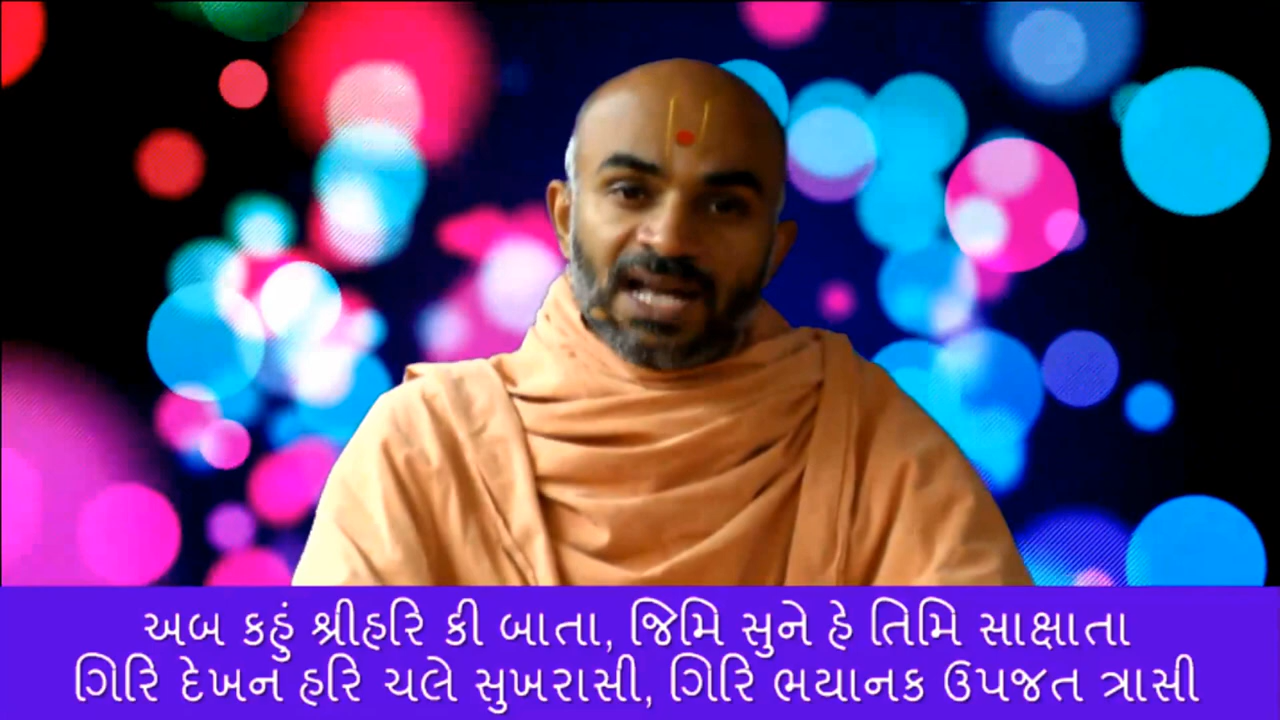 અબ કહું શ્રીહરિ કી બાતા, જિમિ સુને હે તિમિ સાક્ષાતા
ગિરિ દેખન હરિ ચલે સુખરાસી, ગિરિ ભયાનક ઉપજત ત્રાસી